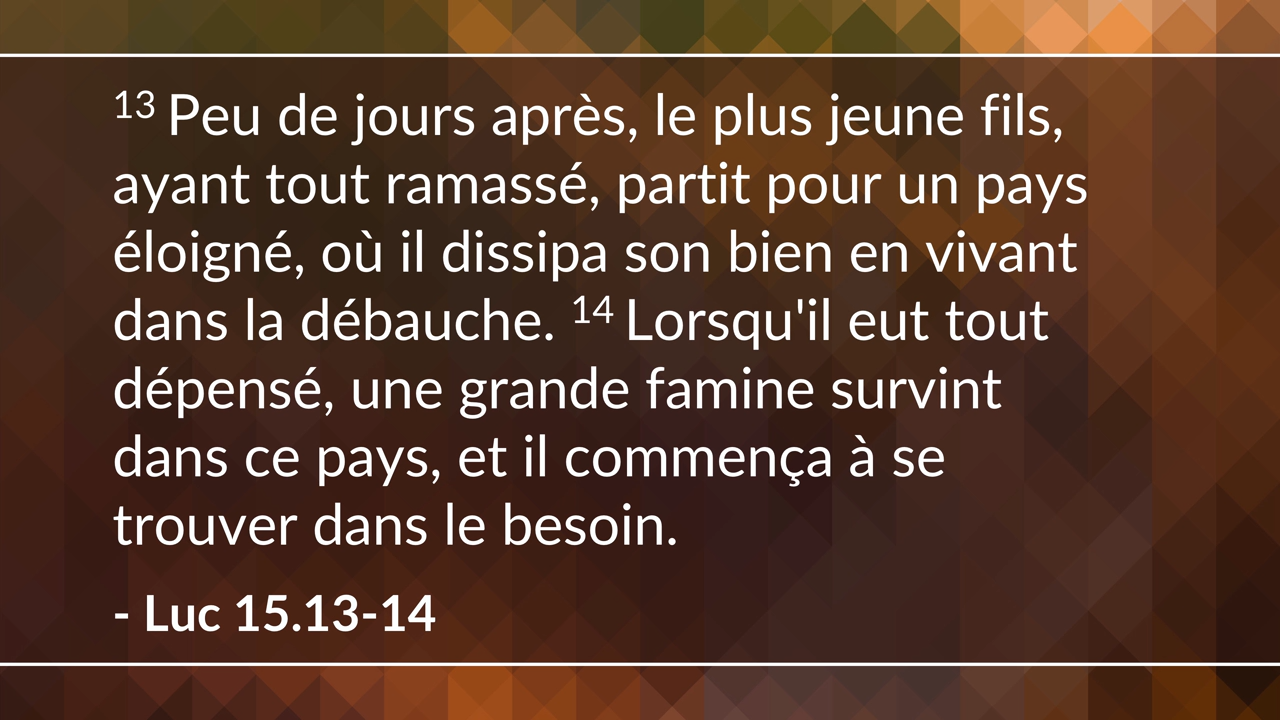 13 Peu de jours après, le plus jeune fils,
ayant tout ramassé, partit pour un pays
éloigné, où il dissipa son bien en vivant
dans la débauche. 14 Lorsqu'il eut tout
dépensé, une grande famine survint
dans ce pays, et il commença à se
trouver dans le besoin.
- Luc 15.13-14